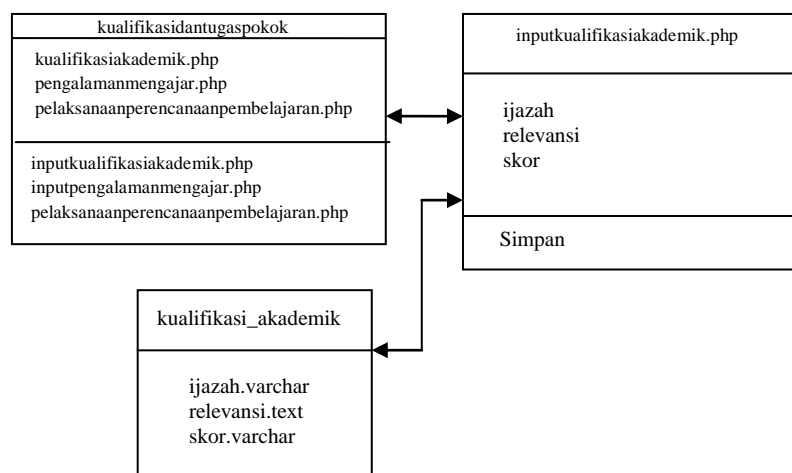 kualifikasidantugaspokok
kualifikasiakademik.php
pengalamanmengajar.php
pelaksanaanperencanaanpembelajaran.php
inputkualifikasiakademik.php
inputpengalamanmengajar.php
pelaksanaanperencanaanpembelajaran.php
inputkualifikasiakademik.php
ijazah
relevansi
skor
Simpan
kualifikasi_akademik
ijazah.varchar
relevansi.text
skor.varchar